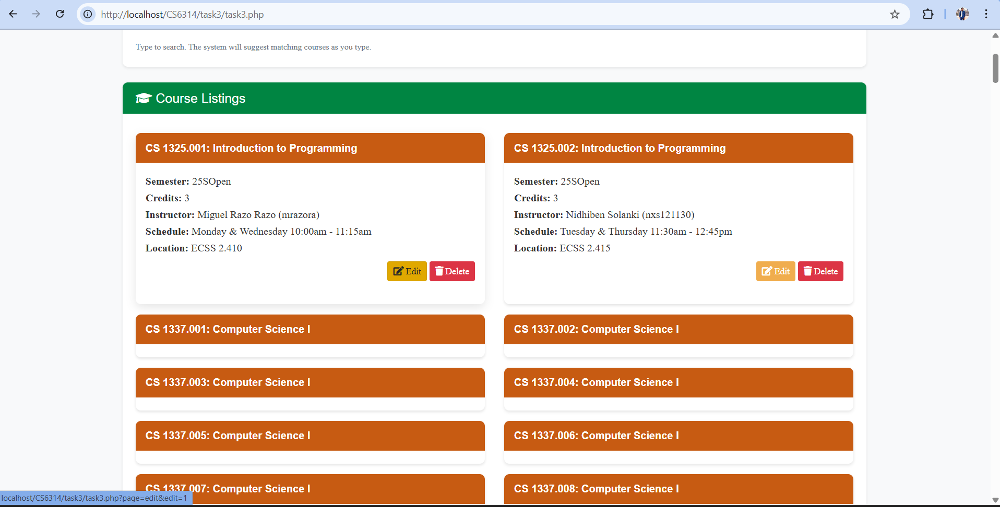 http://localhost/CS6314/task3/task3.php
Type to search. The system will suggest matching courses as you type.
Course Listings
CS 1325.001: Introduction to Programming
Semester: 25SOpen
Credits: 3
Instructor: Miguel Razo Razo (mrazora)
Schedule: Monday & Wednesday 10:00am - 11:15am
Location: ECSS 2.410
Edit Delete
CS 1325.002: Introduction to Programming
Semester: 25SOpen
Credits: 3
Instructor: Nidhiben Solanki (nxs121130)
Schedule: Tuesday & Thursday 11:30am - 12:45pm
Location: ECSS 2.415
Edit Delete
CS 1337.001: Computer Science I
CS 1337.002: Computer Science I
CS 1337.003: Computer Science I
CS 1337.004: Computer Science I
CS 1337.005: Computer Science I
CS 1337.006: Computer Science I
CS 1337.007: Computer Science I
CS 1337.008: Computer Science I
localhost/CS6314/task3/task3.php?page=edit&edit=1